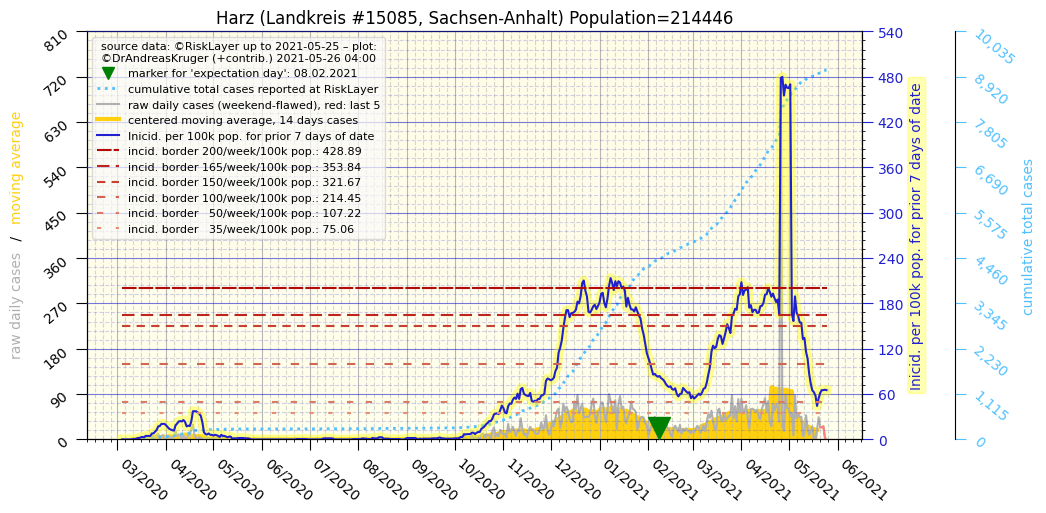 Harz (Landkreis #15085, Sachsen-Anhalt) Population=214446
source data: ©RiskLayer up to 2021-05-25 – plot:
©DrAndreasKruger (+contrib.) 2021-05-26 04:00
marker for 'expectation day': 08.02.2021
cumulative total cases reported at RiskLayer
raw daily cases (weekend-flawed), red: last 5
centered moving average, 14 days cases
Inicid. per 100k pop. for prior 7 days of date
incid. border 200/week/100k pop.: 428.89
incid. border 165/week/100k pop.: 353.84
incid. border 150/week/100k pop.: 321.67
incid. border 100/week/100k pop.: 214.45
incid. border   50/week/100k pop.: 107.22
incid. border   35/week/100k pop.: 75.06
raw daily cases / moving average
810
720
630
540
450
360
270
180
90
0
03/2020
04/2020
05/2020
06/2020
07/2020
08/2020
09/2020
10/2020
11/2020
12/2020
01/2021
02/2021
03/2021
04/2021
05/2021
06/2021
540
480
420
360
300
240
180
120
60
0
Inicid. per 100k pop. for prior 7 days of date
10,035
8,920
7,805
6,690
5,575
4,460
3,345
2,230
1,115
0
cumulative total cases